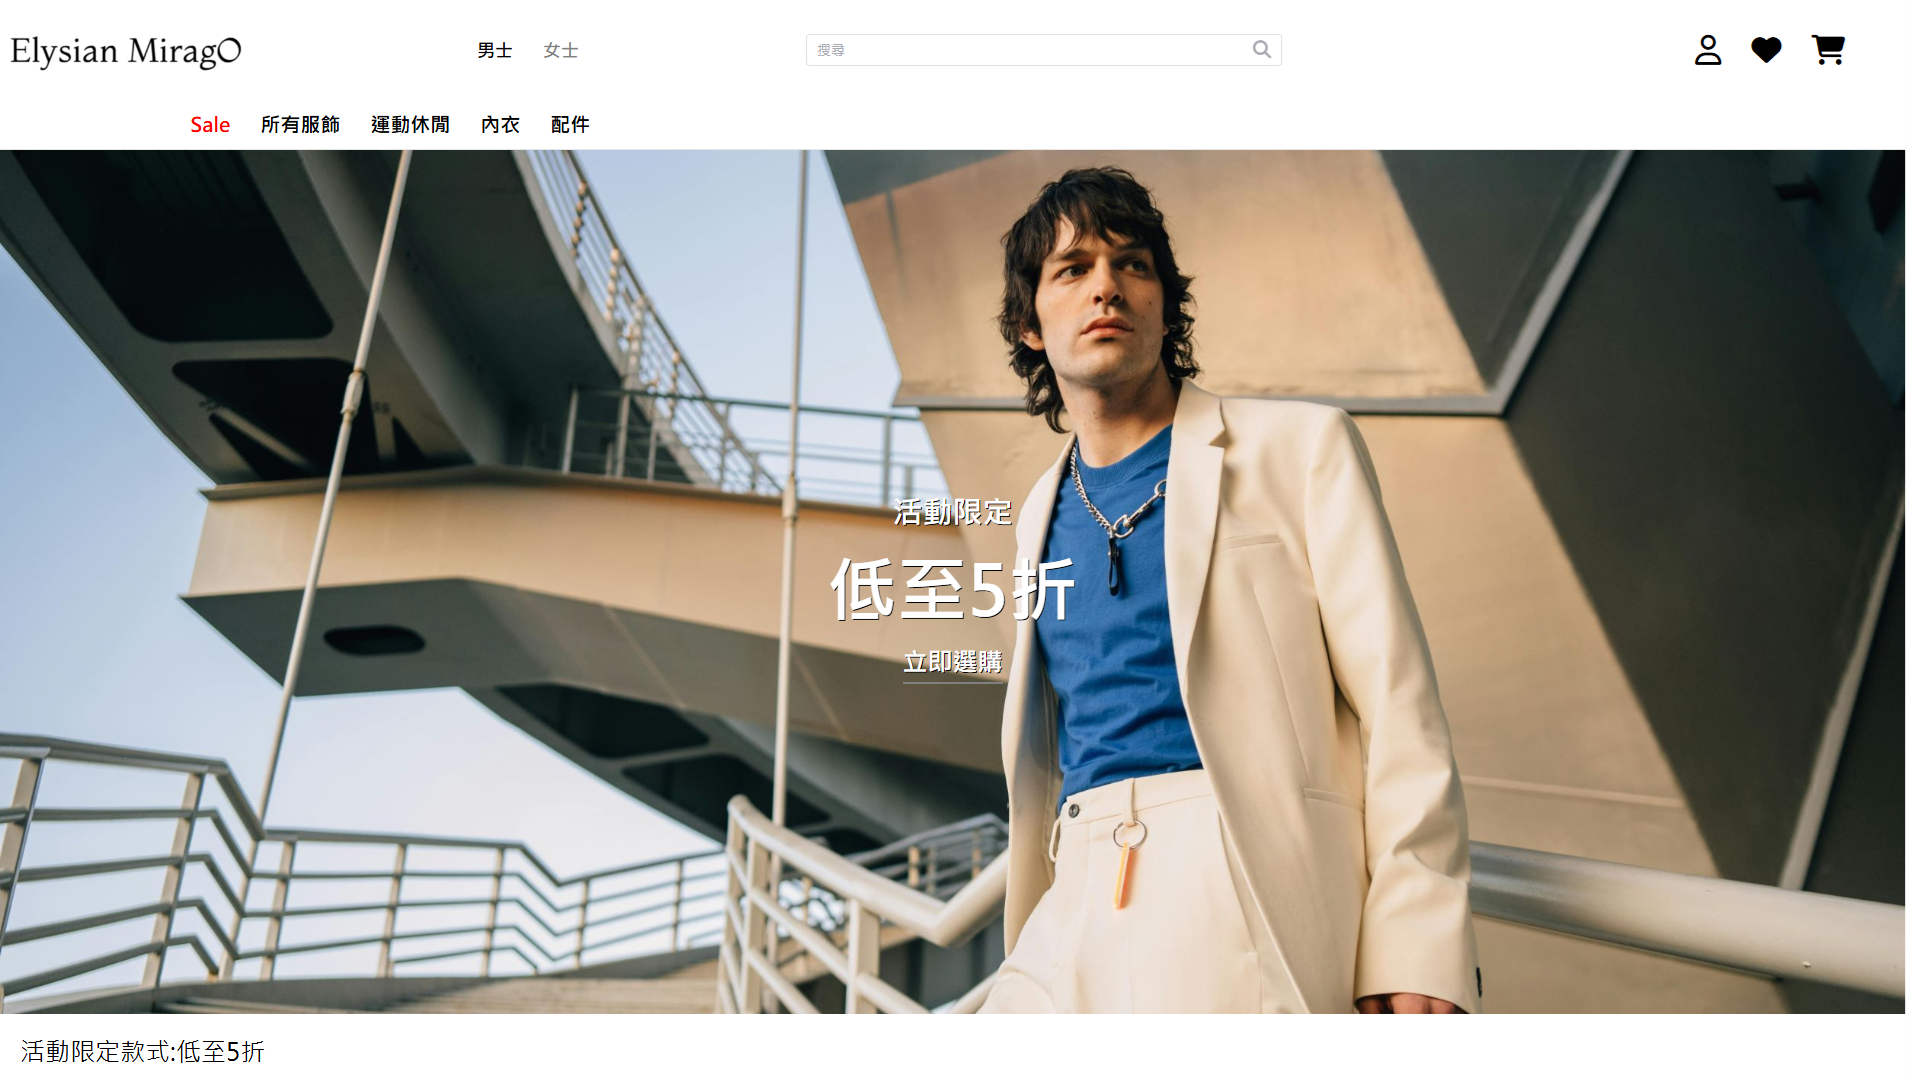 Elysian MiragO
男士 女士
搜尋
Sale 所有服飾 運動休閒 內衣 配件
活動限定
低至5折
立即選購
活動限定款式:低至5折